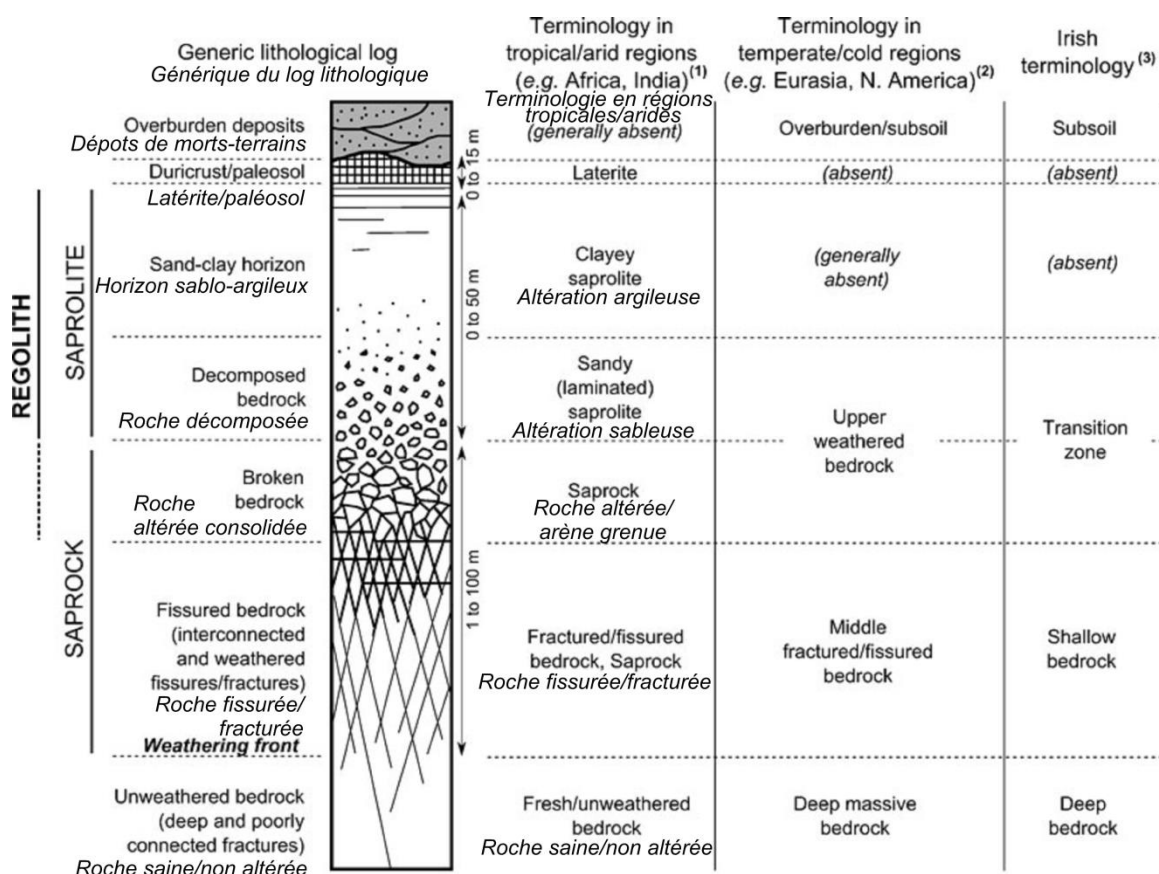 Generic lithological log
Générique du log lithologique
Terminology in
tropical/arid regions
(e.g. Africa, India)(1)
Terminologie en régions
tropicales/arides
Terminology in
temperate/cold regions
(e.g. Eurasia, N. America)(2)
Irish
terminology(3)
Overburden deposits
Dépots de morts-terrains
(generally absent)
Overburden/subsoil
Subsoil
0 to 15 m
Duricrust/paleosol
Latérite/paléosol
Laterite
(absent)
(absent)
REGOLITH
SAPROLITE
Sand-clay horizon
Horizon sablo-argileux
0 to 50 m
Clayey
saprolite
Altération argileuse
(generally
absent)
(absent)
Decomposed
bedrock
Roche décomposée
Sandy
(laminated)
saprolite
Altération sableuse
Upper
weathered
bedrock
Transition
zone
SAPROCK
Broken
bedrock
Roche
altérée consolidée
1 to 100 m
Saprock
Roche altérée/
arène grenue
Fissured bedrock
(interconnected
and weathered
fissures/fractures)
Roche fissurée/
fracturée
Weathering front
Fractured/fissured
bedrock, Saprock
Roche fissurée/fracturée
Middle
fractured/fissured
bedrock
Shallow
bedrock
Unweathered bedrock
(deep and poorly
connected fractures)
Roche saine/non altérée
Fresh/unweathered
bedrock
Roche saine/non altérée
Deep massive
bedrock
Deep
bedrock